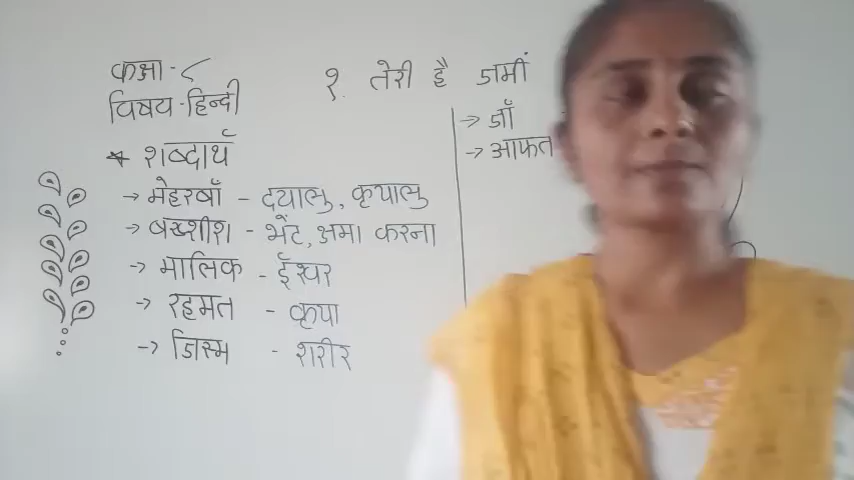 कक्षा - ८
विषय - हिन्दी
१. तेरी है जमीं
* शब्दार्थ
→ मेहरबाँ - दयालु, कृपालु
→ बख्शीश - भेंट, क्षमा करना
→ मालिक - ईश्वर
→ रहमत - कृपा
→ जिस्म - शरीर
→ जाँ
→ आफत